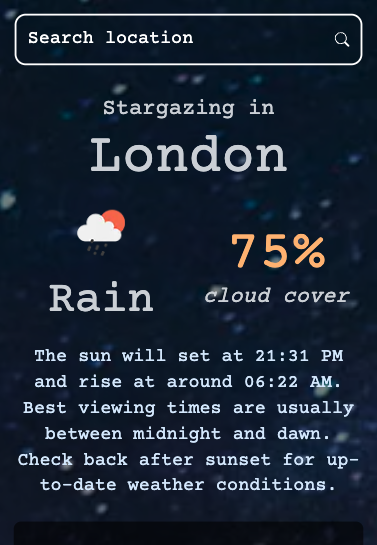 Search location
Stargazing in
London
Rain
75%
cloud cover
The sun will set at 21:31 PM
and rise at around 06:22 AM.
Best viewing times are usually
between midnight and dawn.
Check back after sunset for up-
to-date weather conditions.